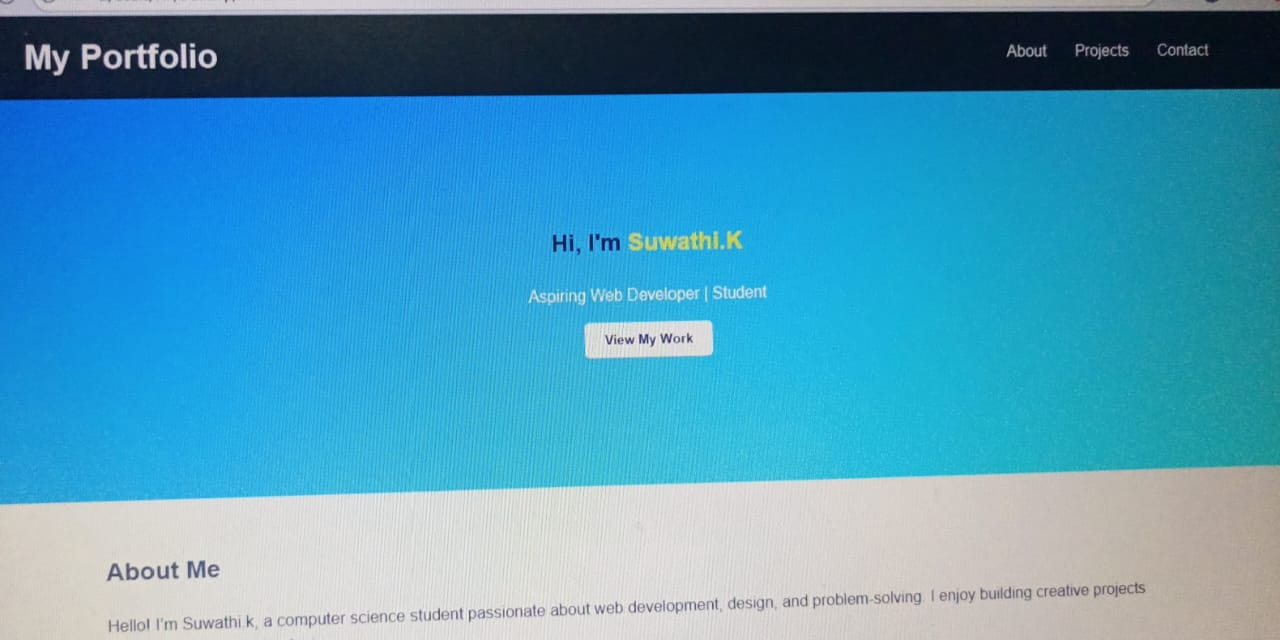 My Portfolio
About Projects Contact
Hi, I'm Suwathi.K
Aspiring Web Developer | Student
View My Work
About Me
Hello! I'm Suwathi.k, a computer science student passionate about web development, design, and problem-solving. I enjoy building creative projects